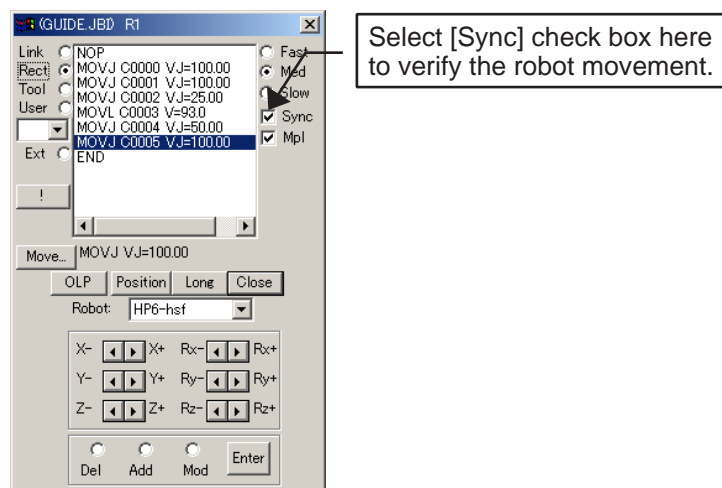 (GUIDE.JBI) R1
Link
Rect
Tool
User
Ext
!
NOP
MOVJ C0000 VJ=100.00
MOVJ C0001 VJ=100.00
MOVJ C0002 VJ=25.00
MOVL C0003 V=93.0
MOVJ C0004 VJ=50.00
MOVJ C0005 VJ=100.00
END
Fast
Med
Slow
Sync
Mpl
Select [Sync] check box here
to verify the robot movement.
Move... MOVJ VJ=100.00
OLP Position Long Close
Robot: HP6-hsf
X- X+ Rx- Rx+
Y- Y+ Ry- Ry+
Z- Z+ Rz- Rz+
Del Add Mod Enter